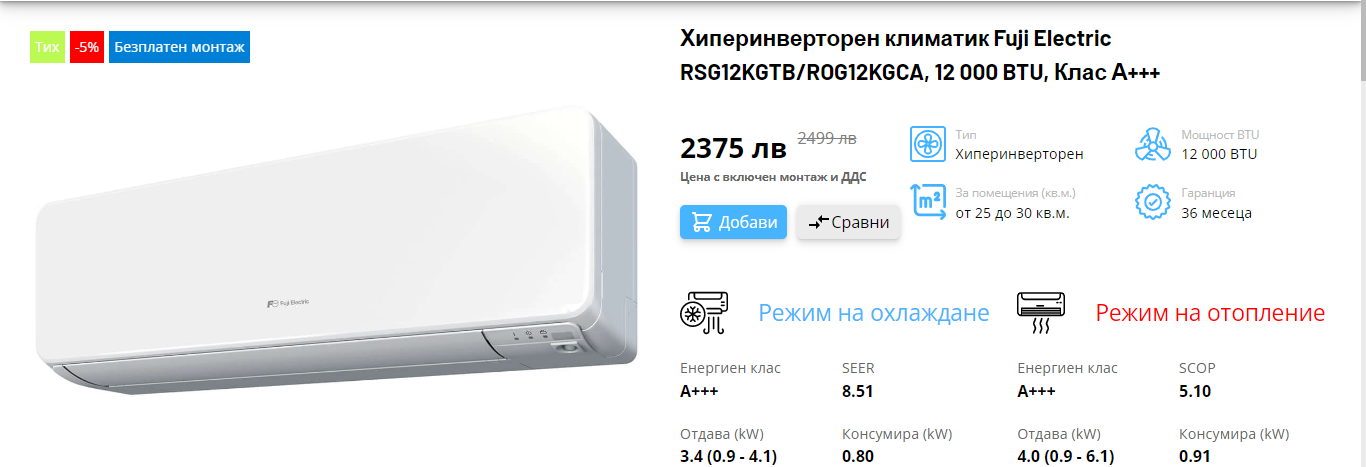 Тих -5% Безплатен монтаж
Хиперинверторен климатик Fuji Electric
RSG12KGTB/ROG12KGCA, 12 000 BTU, Клас A+++
2375 лв 2499 лв
Цена с включен монтаж и ДДС
Добави Сравни
Тип
Хиперинверторен
Мощност BTU
12 000 BTU
m²
За помещения (кв.м.)
от 25 до 30 кв.м.
Гаранция
36 месеца
Fuji Electric
Режим на охлаждане
Енергиен клас SEER
A+++ 8.51
Отдава (kW) Консумира (kW)
3.4 (0.9 - 4.1) 0.80
Режим на отопление
Енергиен клас SCOP
A+++ 5.10
Отдава (kW) Консумира (kW)
4.0 (0.9 - 6.1) 0.91